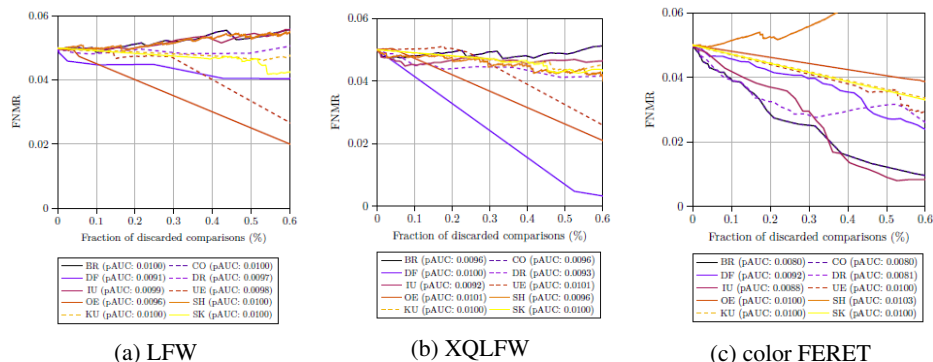 0.06
0.04
0.02
0
FNMR
0 0.1 0.2 0.3 0.4 0.5 0.6
Fraction of discarded comparisons (%)
BR (pAUC: 0.0100) CO (pAUC: 0.0100)
DF (pAUC: 0.0091) DR (pAUC: 0.0097)
IU (pAUC: 0.0099) UE (pAUC: 0.0098)
OE (pAUC: 0.0096) SH (pAUC: 0.0100)
KU (pAUC: 0.0100) SK (pAUC: 0.0100)
(a) LFW
0.06
0.04
0.02
0
FNMR
0 0.1 0.2 0.3 0.4 0.5 0.6
Fraction of discarded comparisons (%)
BR (pAUC: 0.0096) CO (pAUC: 0.0096)
DF (pAUC: 0.0100) DR (pAUC: 0.0093)
IU (pAUC: 0.0092) UE (pAUC: 0.0101)
OE (pAUC: 0.0101) SH (pAUC: 0.0096)
KU (pAUC: 0.0100) SK (pAUC: 0.0100)
(b) XQLFW
0.06
0.04
0.02
0
FNMR
0 0.1 0.2 0.3 0.4 0.5 0.6
Fraction of discarded comparisons (%)
BR (pAUC: 0.0080) CO (pAUC: 0.0080)
DF (pAUC: 0.0092) DR (pAUC: 0.0081)
IU (pAUC: 0.0088) UE (pAUC: 0.0100)
OE (pAUC: 0.0100) SH (pAUC: 0.0103)
KU (pAUC: 0.0100) SK (pAUC: 0.0100)
(c) color FERET